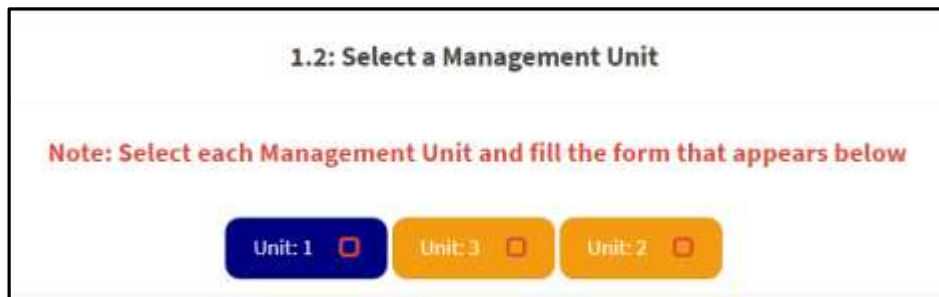 1.2: Select a Management Unit
Note: Select each Management Unit and fill the form that appears below
Unit: 1 Unit: 3 Unit: 2